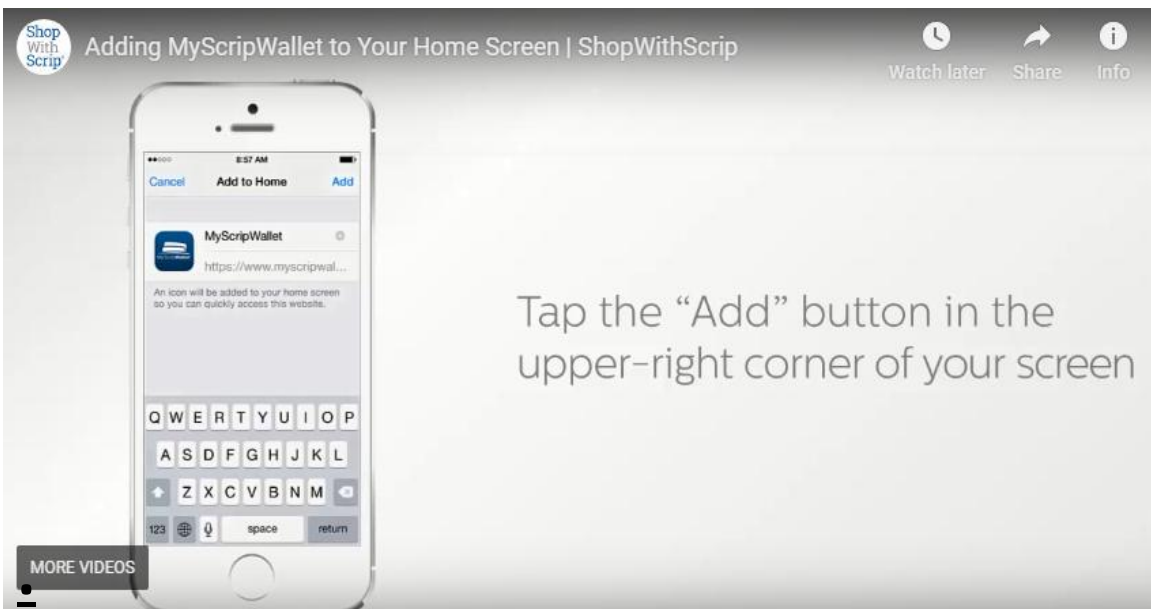 Shop
With
Scrip
Adding MyScripWallet to Your Home Screen | ShopWithScrip
Watch later
Share
Info
8:57 AM
Cancel
Add to Home
Add
MyScripWallet
https://www.myscripwal...
An icon will be added to your home screen
so you can quickly access this website.
Tap the “Add” button in the
upper-right corner of your screen
Q W E R T Y U I O P
A S D F G H J K L
Z X C V B N M
123
space
return
MORE VIDEOS